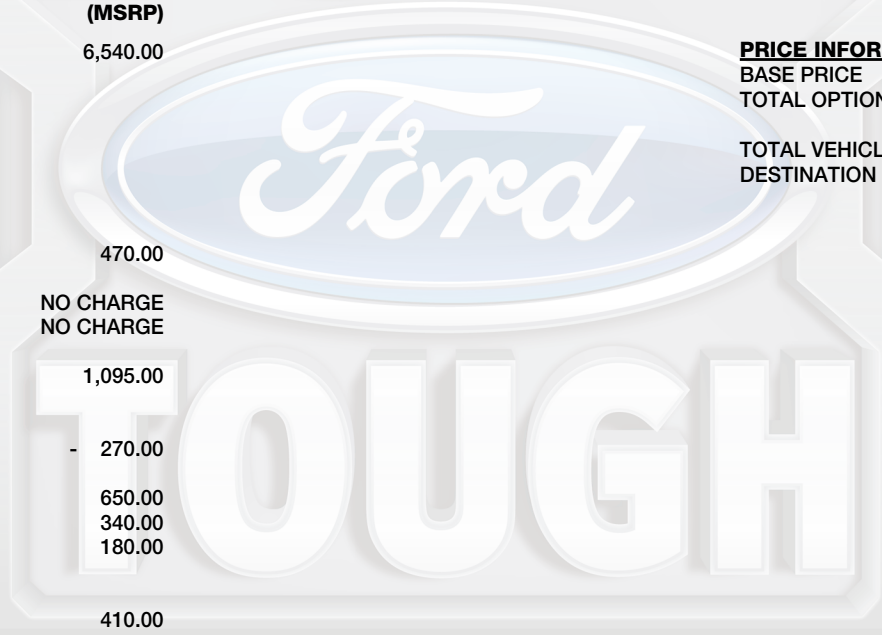 (MSRP)
6,540.00
470.00
NO CHARGE
NO CHARGE
1,095.00
- 270.00
650.00
340.00
180.00
410.00
PRICE INFOR
BASE PRICE
TOTAL OPTION
TOTAL VEHICL
DESTINATION
Ford
TOUGH